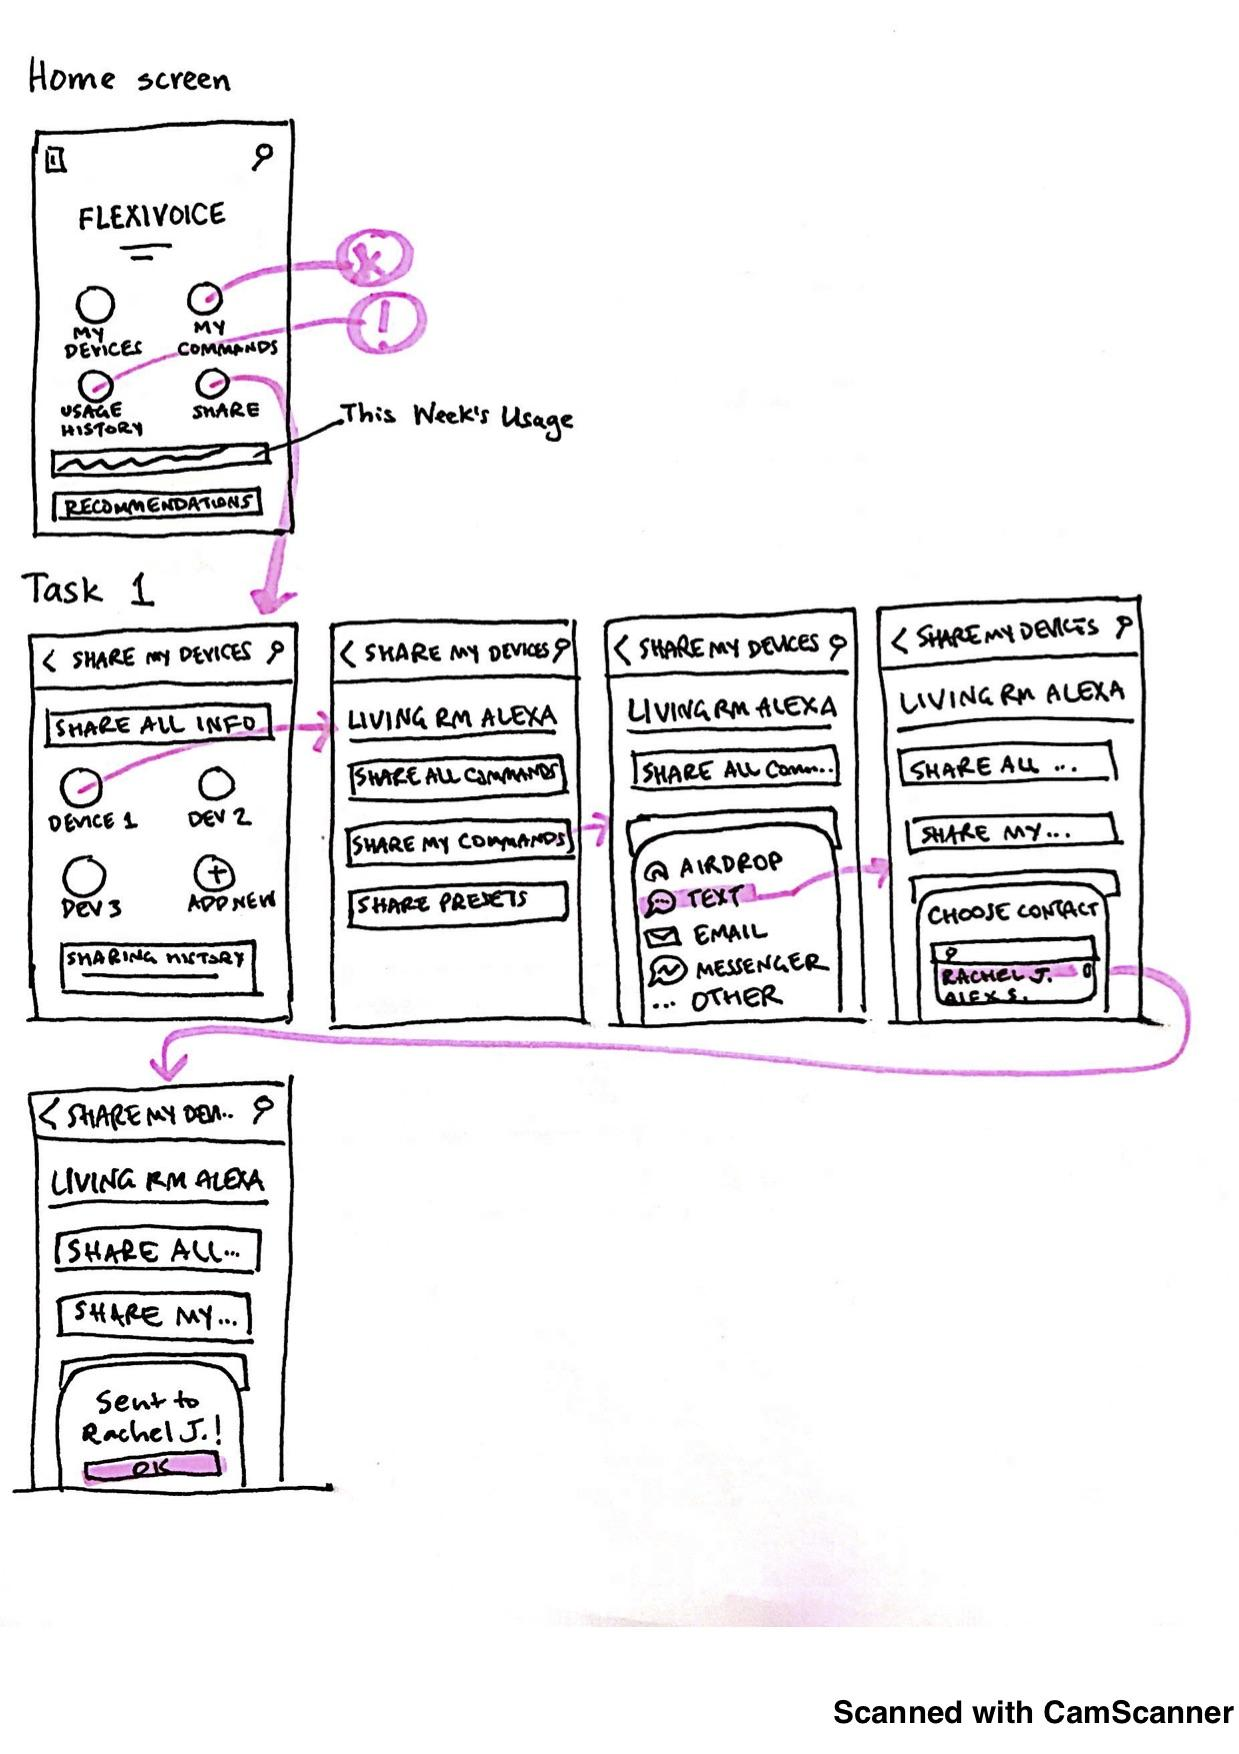 Home screen
FLEXIVOICE
MY
DEVICES
MY
COMMANDS
*
!
USAGE
HISTORY
SHARE
This Week's Usage
RECOMMENDATIONS
Task 1
< SHARE MY DEVICES
SHARE ALL INFO
DEVICE 1
DEV 2
DEV 3
+
ADD NEW
SHARING HISTORY
< SHARE MY DEVICES
LIVING RM ALEXA
SHARE ALL COMMANDS
SHARE MY COMMANDS
SHARE PRESETS
< SHARE MY DEVICES
LIVING RM ALEXA
SHARE ALL Comm..
AIRDROP
TEXT
EMAIL
MESSENGER
... OTHER
< SHARE MY DEVICES
LIVING RM ALEXA
SHARE ALL ...
SHARE MY...
CHOOSE CONTACT
RACHEL J.
ALEX S.
< SHARE MY DEVI..
LIVING RM ALEXA
SHARE ALL...
SHARE MY...
Sent to
Rachel J.!
OK
Scanned with CamScanner